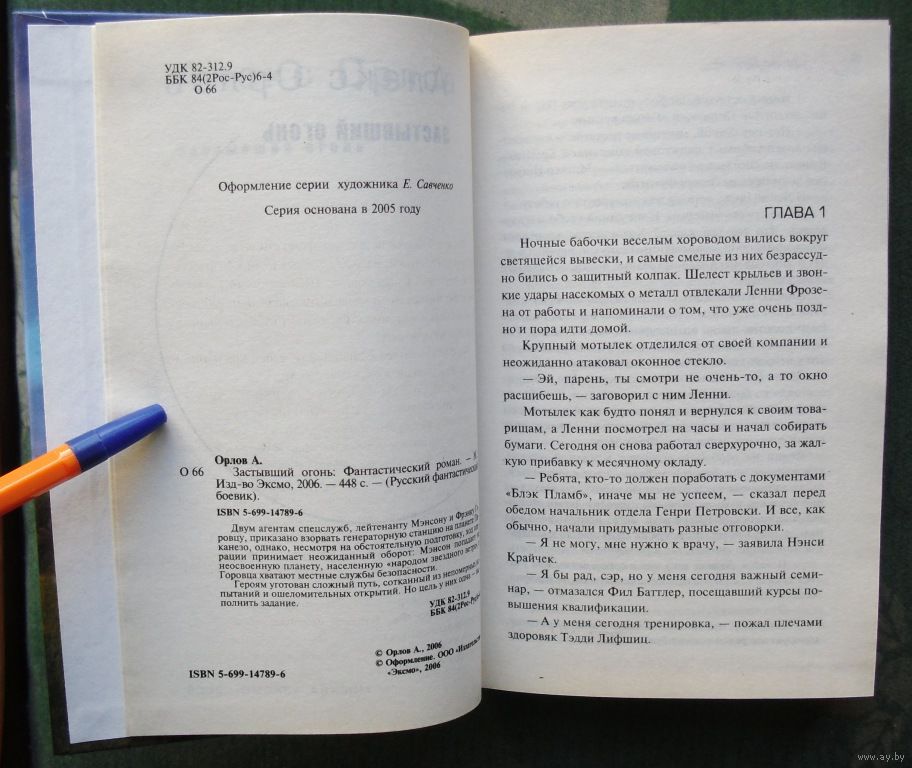 УДК 82-312.9
ББК 84(2Рос-Рус)6-4
О 66
Оформление серии художника Е. Савченко
Серия основана в 2005 году
Орлов А.
О 66 Застывший огонь: Фантастический роман. — М.
Изд-во Эксмо, 2006. — 448 с. — (Русский фантастический
боевик).
ISBN 5-699-14789-6
Двум агентам спецслужб, лейтенанту Мэнсону и Фрэнку
ровцу, приказано взорвать генераторную станцию на планете
канезо, однако, несмотря на обстоятельную подготовку, ход
рации принимает неожиданный оборот: Мэнсон попадает
неосвоенную планету, населенную «народом звездного ветра»
Горовца хватают местные службы безопасности.
Героям уготован сложный путь, сотканный из непомерных
пытаний и ошеломительных открытий. Но цель у них одна —
полнить задание.
УДК 82-312.9
ББК 84(2Рос-Рус)6-
© Орлов А., 2006
© Оформление. ООО «Издательство
«Эксмо», 2006
ISBN 5-699-14789-6
ГЛАВА 1
Ночные бабочки веселым хороводом вились вокруг
светящейся вывески, и самые смелые из них безрассуд-
но бились о защитный колпак. Шелест крыльев и звон-
кие удары насекомых о металл отвлекали Ленни Фрозе-
на от работы и напоминали о том, что уже очень позд-
но и пора идти домой.
Крупный мотылек отделился от своей компании и
неожиданно атаковал оконное стекло.
— Эй, парень, ты смотри не очень-то, а то окно
расшибешь, — заговорил с ним Ленни.
Мотылек как будто понял и вернулся к своим това-
рищам, а Ленни посмотрел на часы и начал собирать
бумаги. Сегодня он снова работал сверхурочно, за жал-
кую прибавку к месячному окладу.
— Ребята, кто-то должен поработать с документами
«Блэк Пламб», иначе мы не успеем, — сказал перед
обедом начальник отдела Генри Петровски. И все, как
обычно, начали придумывать разные отговорки.
— Я не могу, мне нужно к врачу, — заявила Нэнси
Крайчек.
— Я бы рад, сэр, но у меня сегодня важный семи-
нар, — отмазался Фил Баттлер, посещавший курсы по-
вышения квалификации.
— А у меня сегодня тренировка, — пожал плечами
здоровяк Тэдди Лифшиц.
www.ay.by